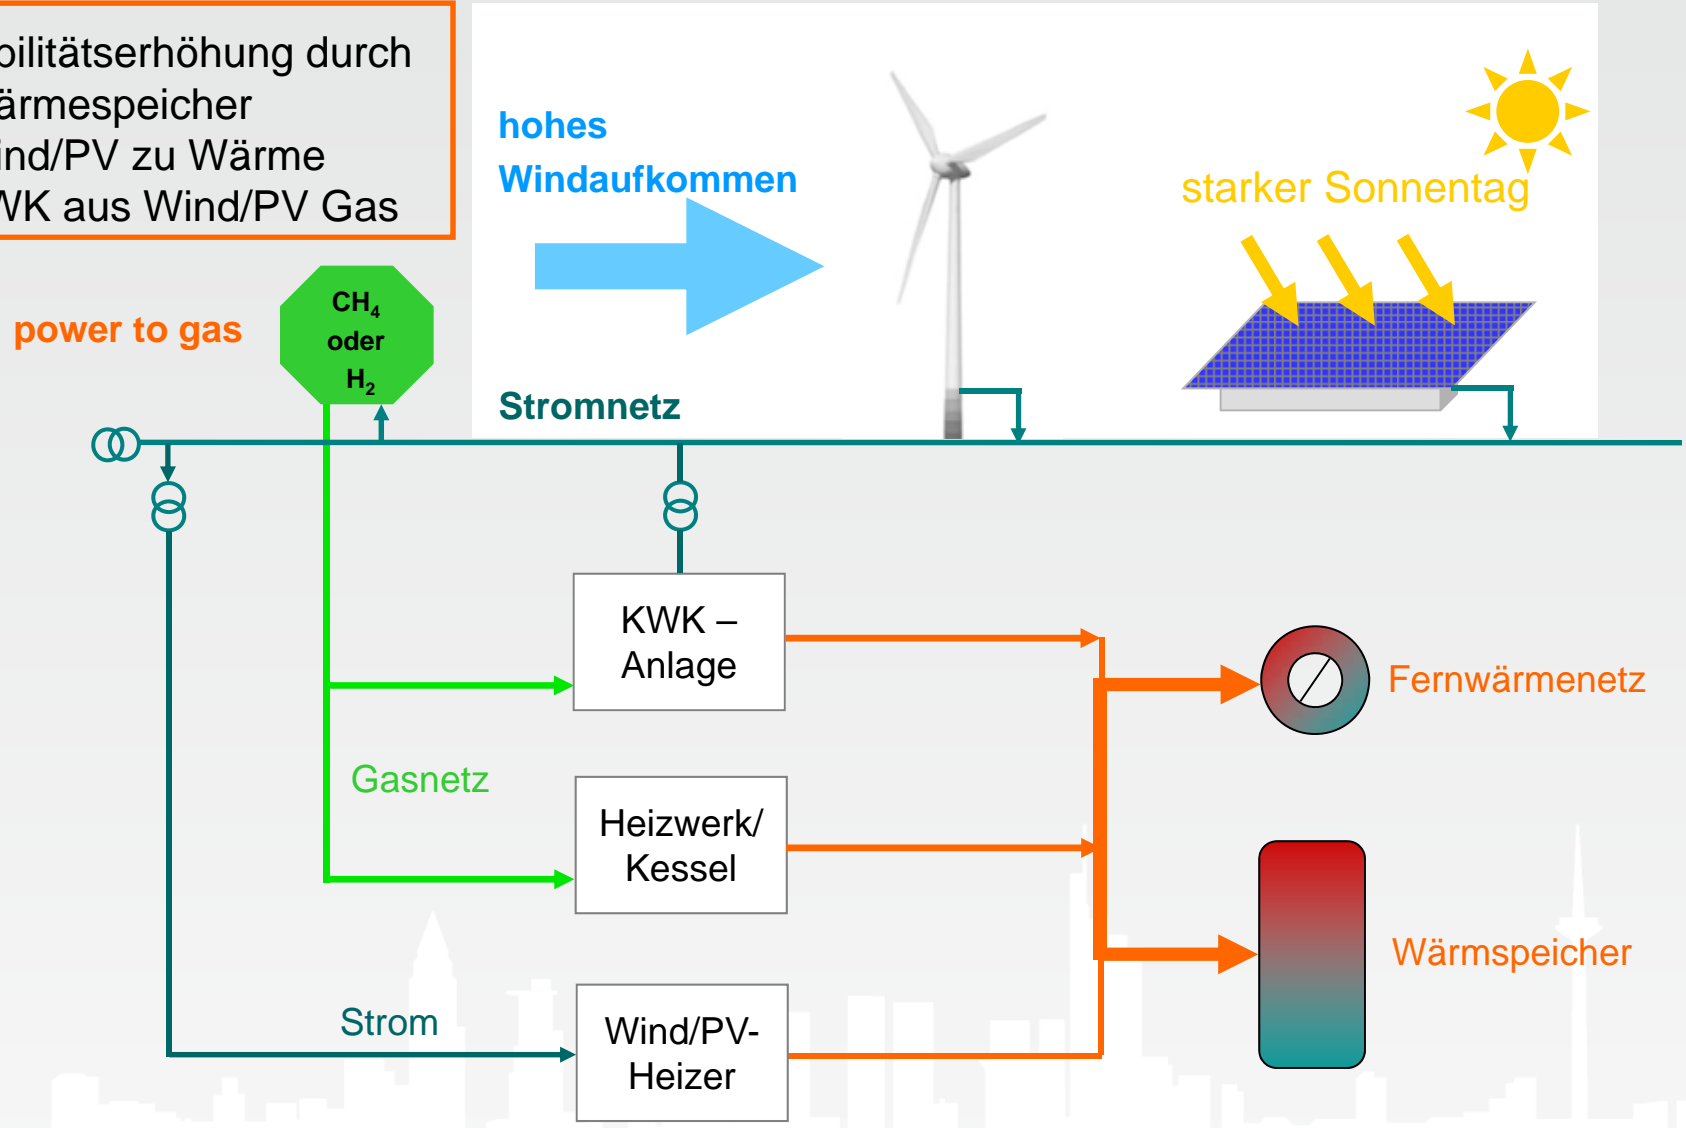 bilitätserhöhung durch
ärmespeicher
ind/PV zu Wärme
WK aus Wind/PV Gas
hohes
Windaufkommen
starker Sonnentag
power to gas
CH₄
oder
H₂
Stromnetz
KWK –
Anlage
Fernwärmenetz
Gasnetz
Heizwerk/
Kessel
Wärmspeicher
Strom
Wind/PV-
Heizer